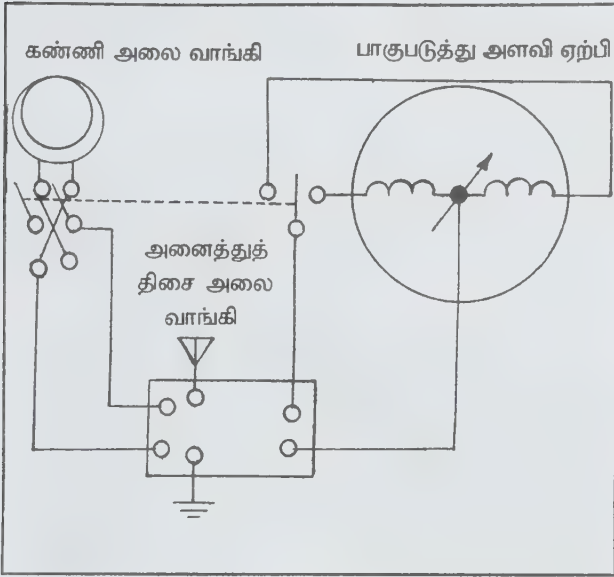 கண்ணி அலை வாங்கி
பாகுபடுத்து அளவி ஏற்பி
அனைத்துத்
திசை அலை
வாங்கி